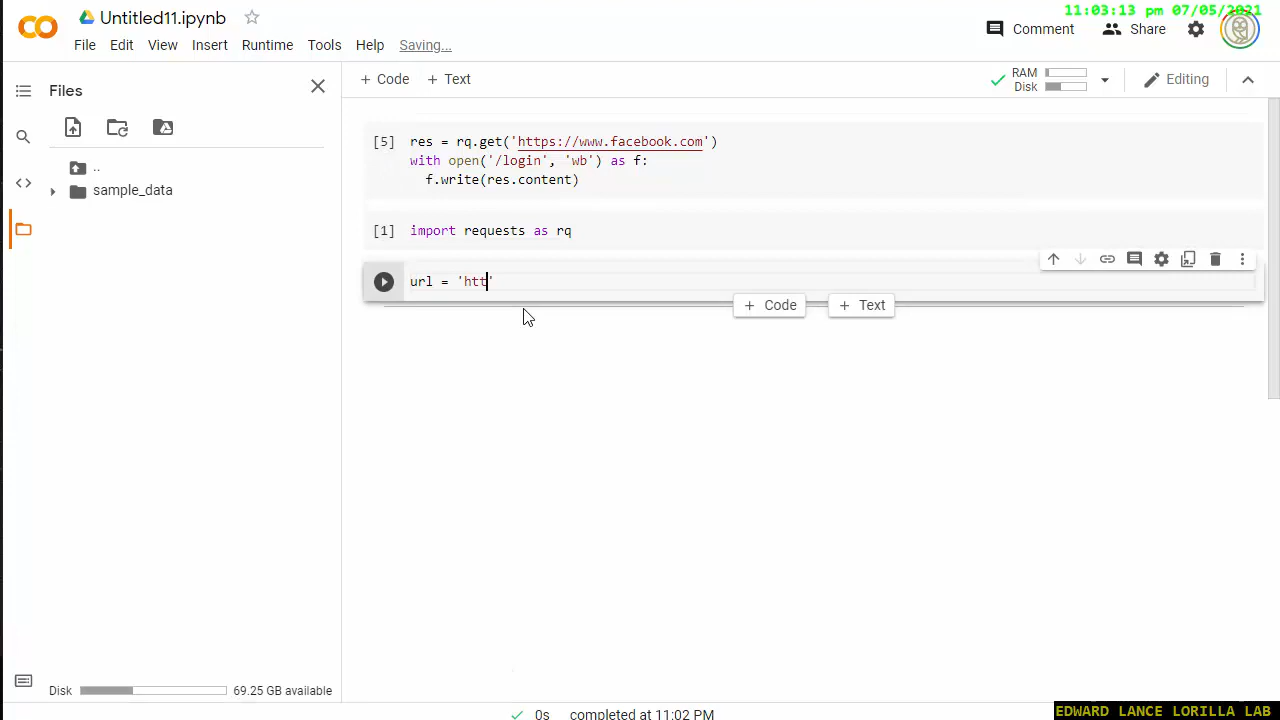 11:03:13 pm 07/05/2021
Untitled11.ipynb
Comment
Share
File Edit View Insert Runtime Tools Help Saving...
Files
+ Code + Text
RAM
Disk
Editing
..
sample_data
[5] res = rq.get('https://www.facebook.com')
with open('/login', 'wb') as f:
f.write(res.content)
[1] import requests as rq
url = 'htt'
+ Code + Text
Disk 69.25 GB available
0s completed at 11:02 PM
EDWARD LANCE LORILLA LAB